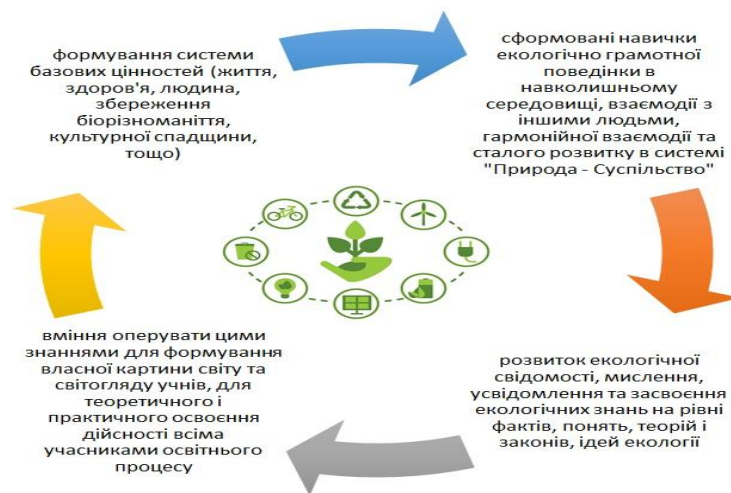 формування системи
базових цінностей (життя,
здоров'я, людина,
збереження
біорізноманіття,
культурної спадщини,
тощо)
сформовані навички
екологічно грамотної
поведінки в
навколишньому
середовищі, взаємодії з
іншими людьми,
гармонійної взаємодії та
сталого розвитку в системі
"Природа - Суспільство"
розвиток екологічної
свідомості, мислення,
усвідомлення та засвоєння
екологічних знань на рівні
фактів, понять, теорій і
законів, ідей екології
вміння оперувати цими
знаннями для формування
власної картини світу та
світогляду учнів, для
теоретичного і
практичного освоєння
дійсності всіма
учасниками освітнього
процесу